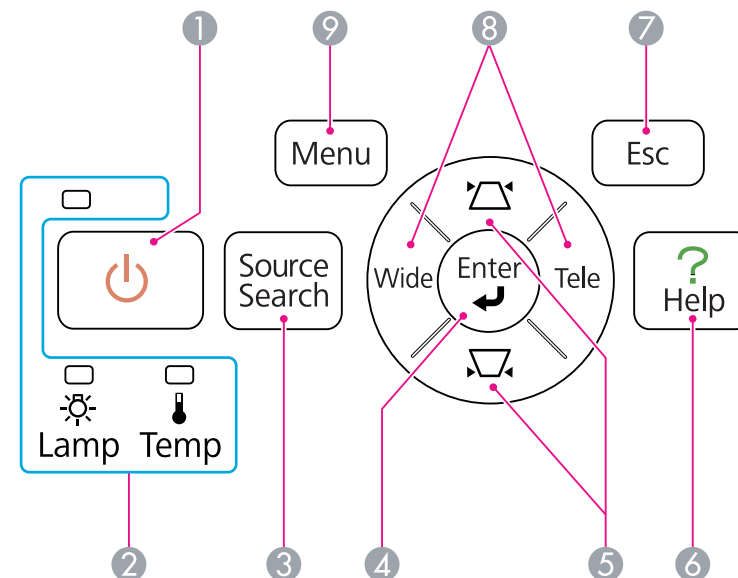 1
9
8
7
Menu
Esc
Source
Search
Wide
Enter
Tele
?
Help
Lamp
Temp
2
3
4
5
6